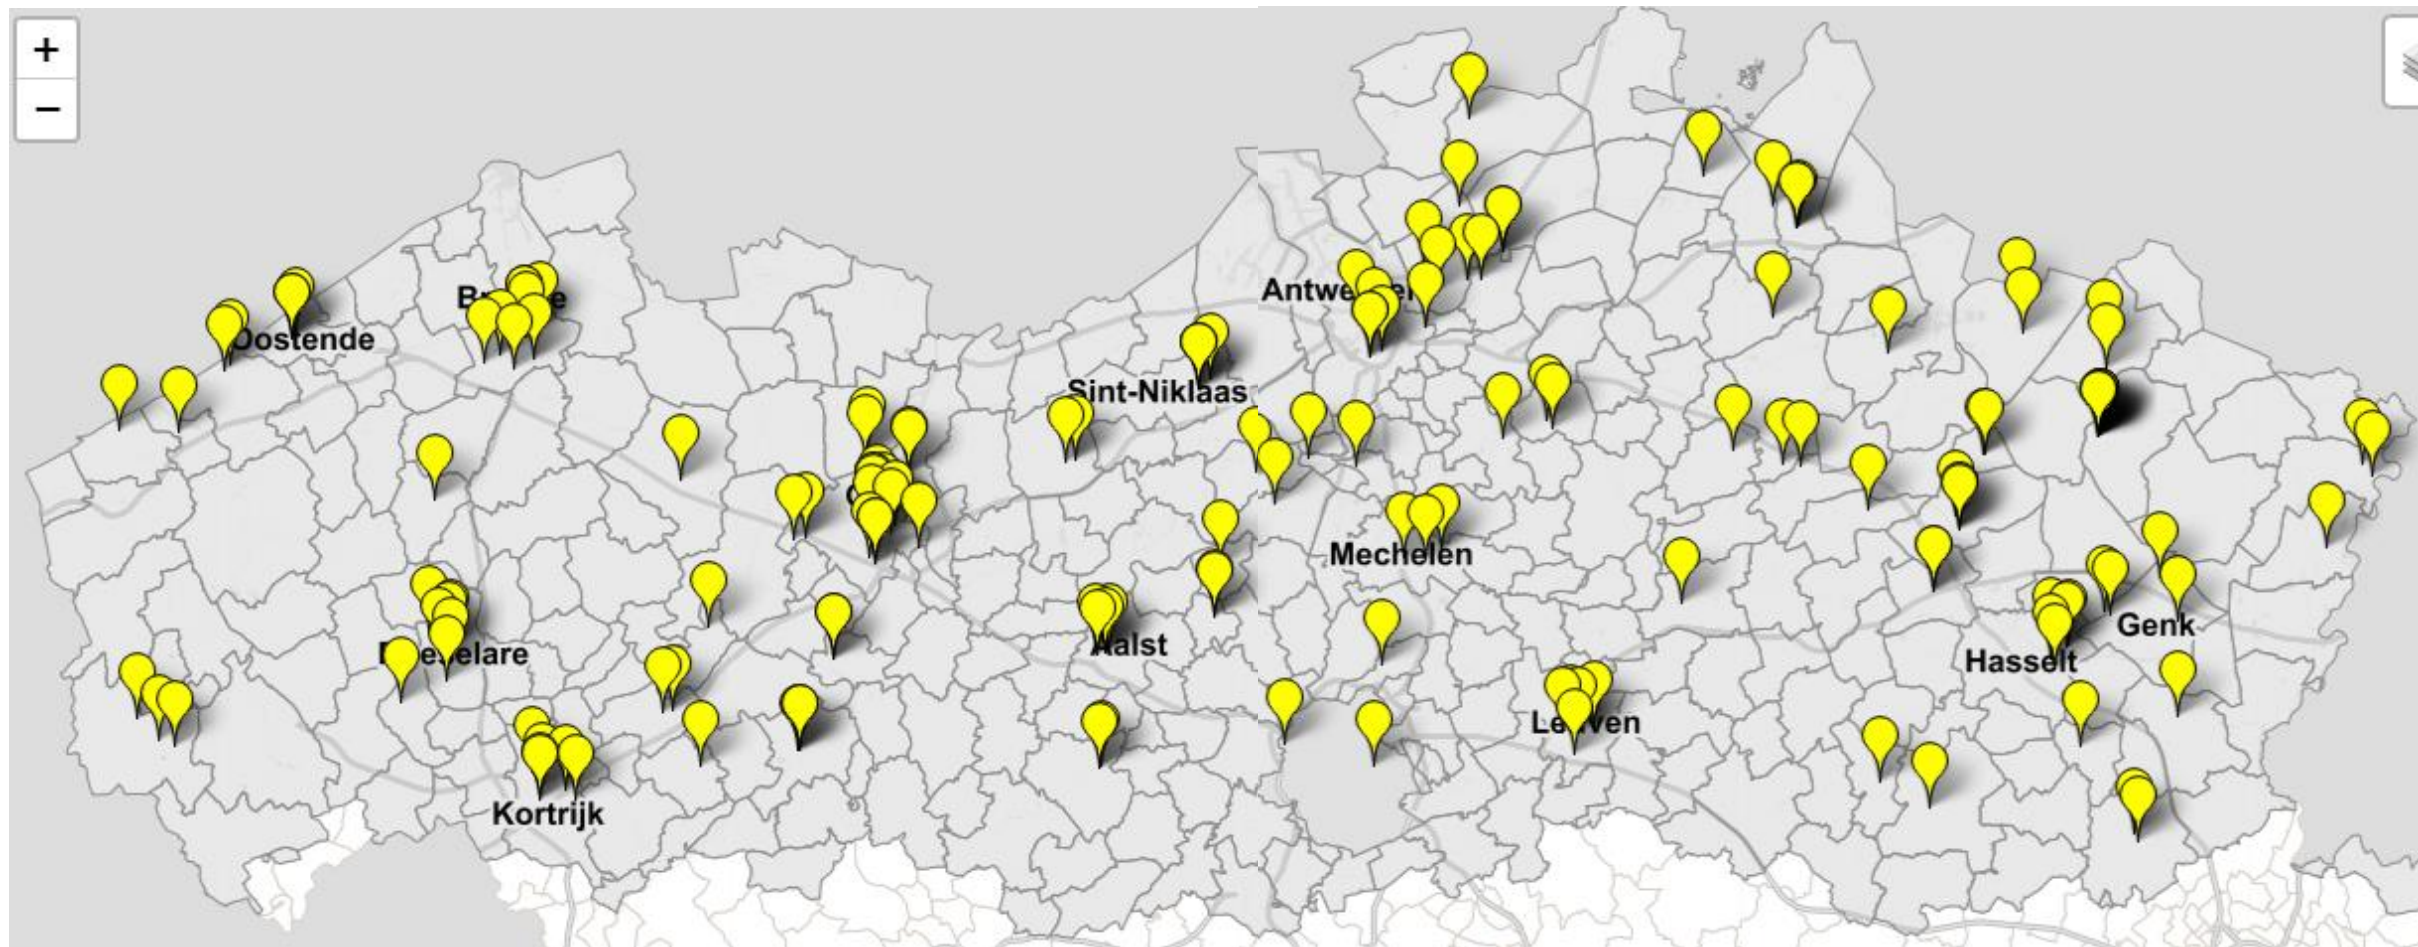 +
−
Oostende
Sint-Niklaas
Mechelen
Aalst
Genk
Hasselt
Kortrijk